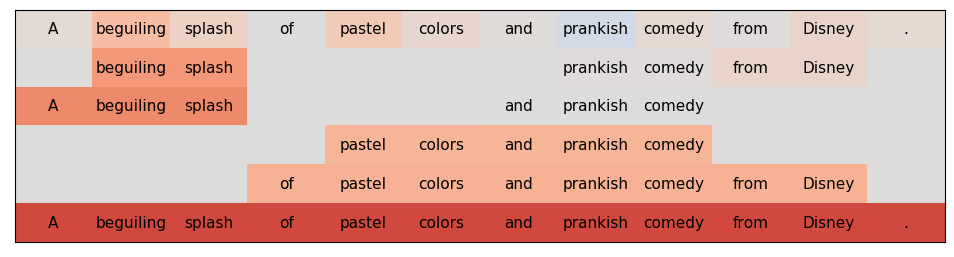 A beguiling splash of pastel colors and prankish comedy from Disney .
beguiling splash prankish comedy from Disney
A beguiling splash and prankish comedy
pastel colors and prankish comedy
of pastel colors and prankish comedy from Disney
A beguiling splash of pastel colors and prankish comedy from Disney .